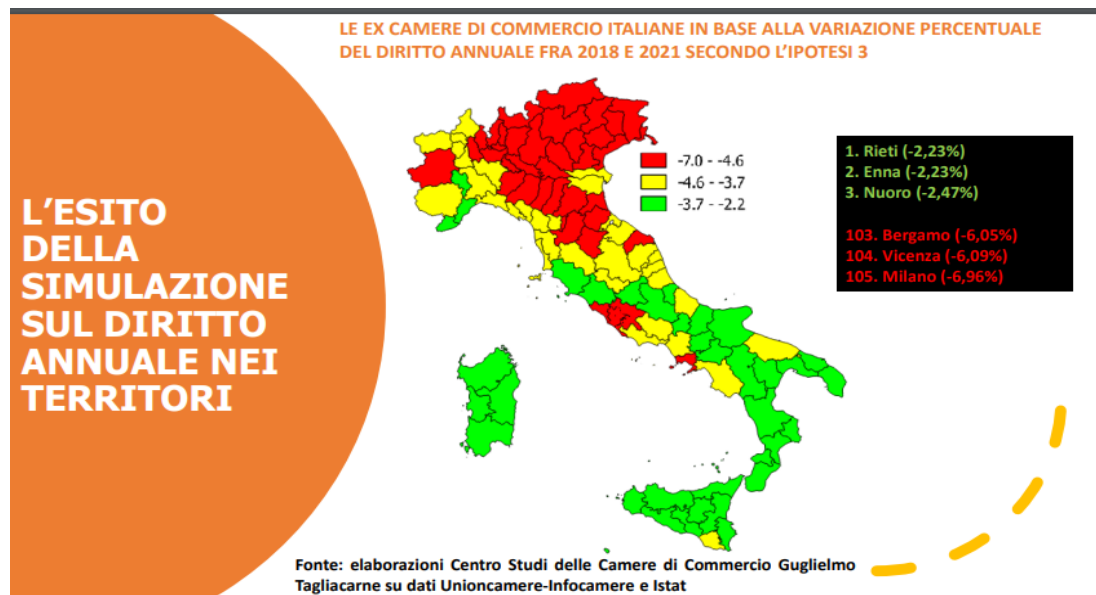 LE EX CAMERE DI COMMERCIO ITALIANE IN BASE ALLA VARIAZIONE PERCENTUALE
DEL DIRITTO ANNUALE FRA 2018 E 2021 SECONDO L'IPOTESI 3
L'ESITO
DELLA
SIMULAZIONE
SUL DIRITTO
ANNUALE NEI
TERRITORI
-7.0 - -4.6
-4.6 - -3.7
-3.7 - -2.2
1. Rieti (-2,23%)
2. Enna (-2,23%)
3. Nuoro (-2,47%)
103. Bergamo (-6,05%)
104. Vicenza (-6,09%)
105. Milano (-6,96%)
Fonte: elaborazioni Centro Studi delle Camere di Commercio Guglielmo
Tagliacarne su dati Unioncamere-Infocamere e Istat